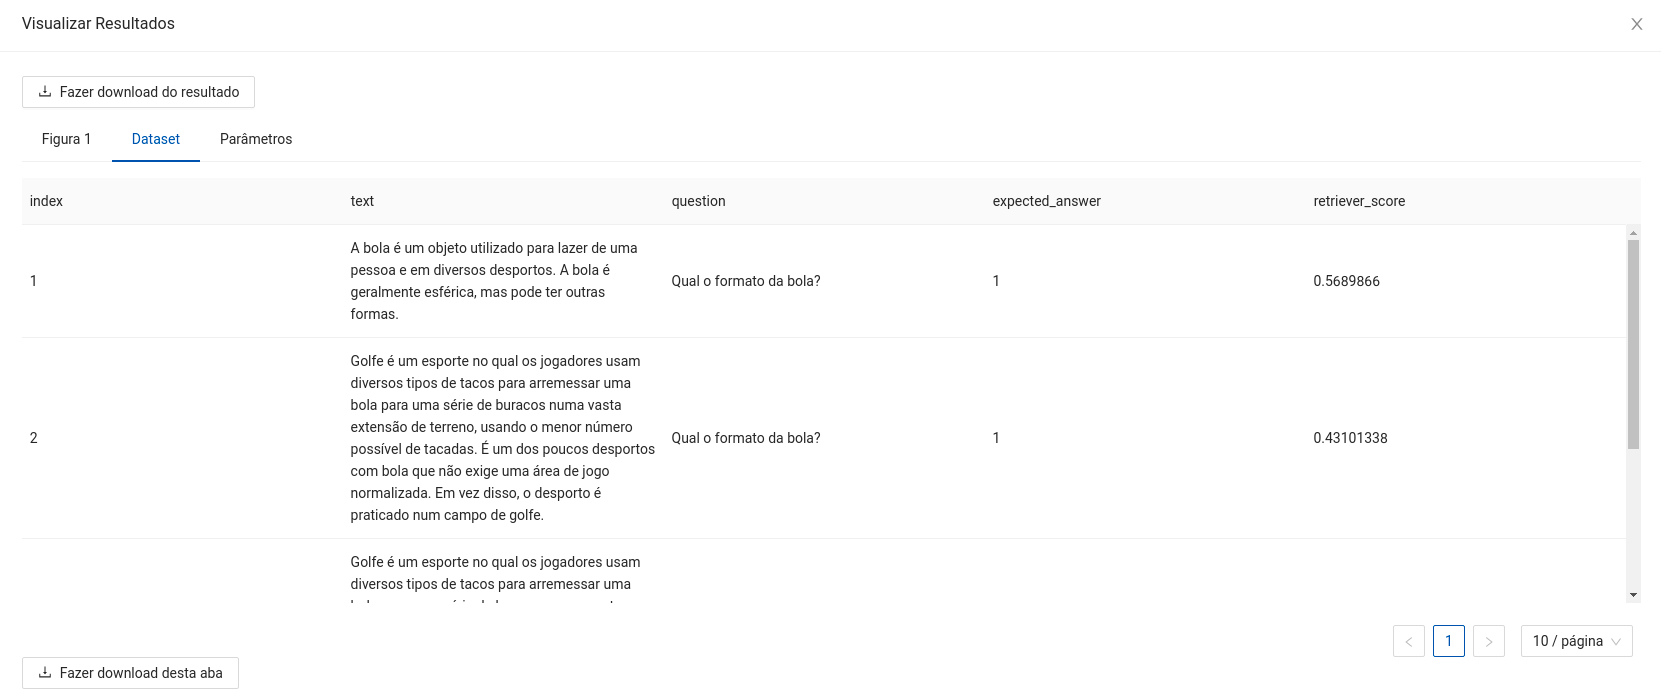 Visualizar Resultados
Fazer download do resultado
Figura 1 Dataset Parâmetros
index text question expected_answer retriever_score
A bola é um objeto utilizado para lazer de uma
pessoa e em diversos desportos. A bola é
1 Qual o formato da bola? 1 0.5689866
geralmente esférica, mas pode ter outras
formas.
Golfe é um esporte no qual os jogadores usam
diversos tipos de tacos para arremessar uma
bola para uma série de buracos numa vasta
extensão de terreno, usando o menor número
2 Qual o formato da bola? 1 0.43101338
possível de tacadas. É um dos poucos desportos
com bola que não exige uma área de jogo
normalizada. Em vez disso, o desporto é
praticado num campo de golfe.
Golfe é um esporte no qual os jogadores usam
diversos tipos de tacos para arremessar uma
1 10 / página
Fazer download desta aba